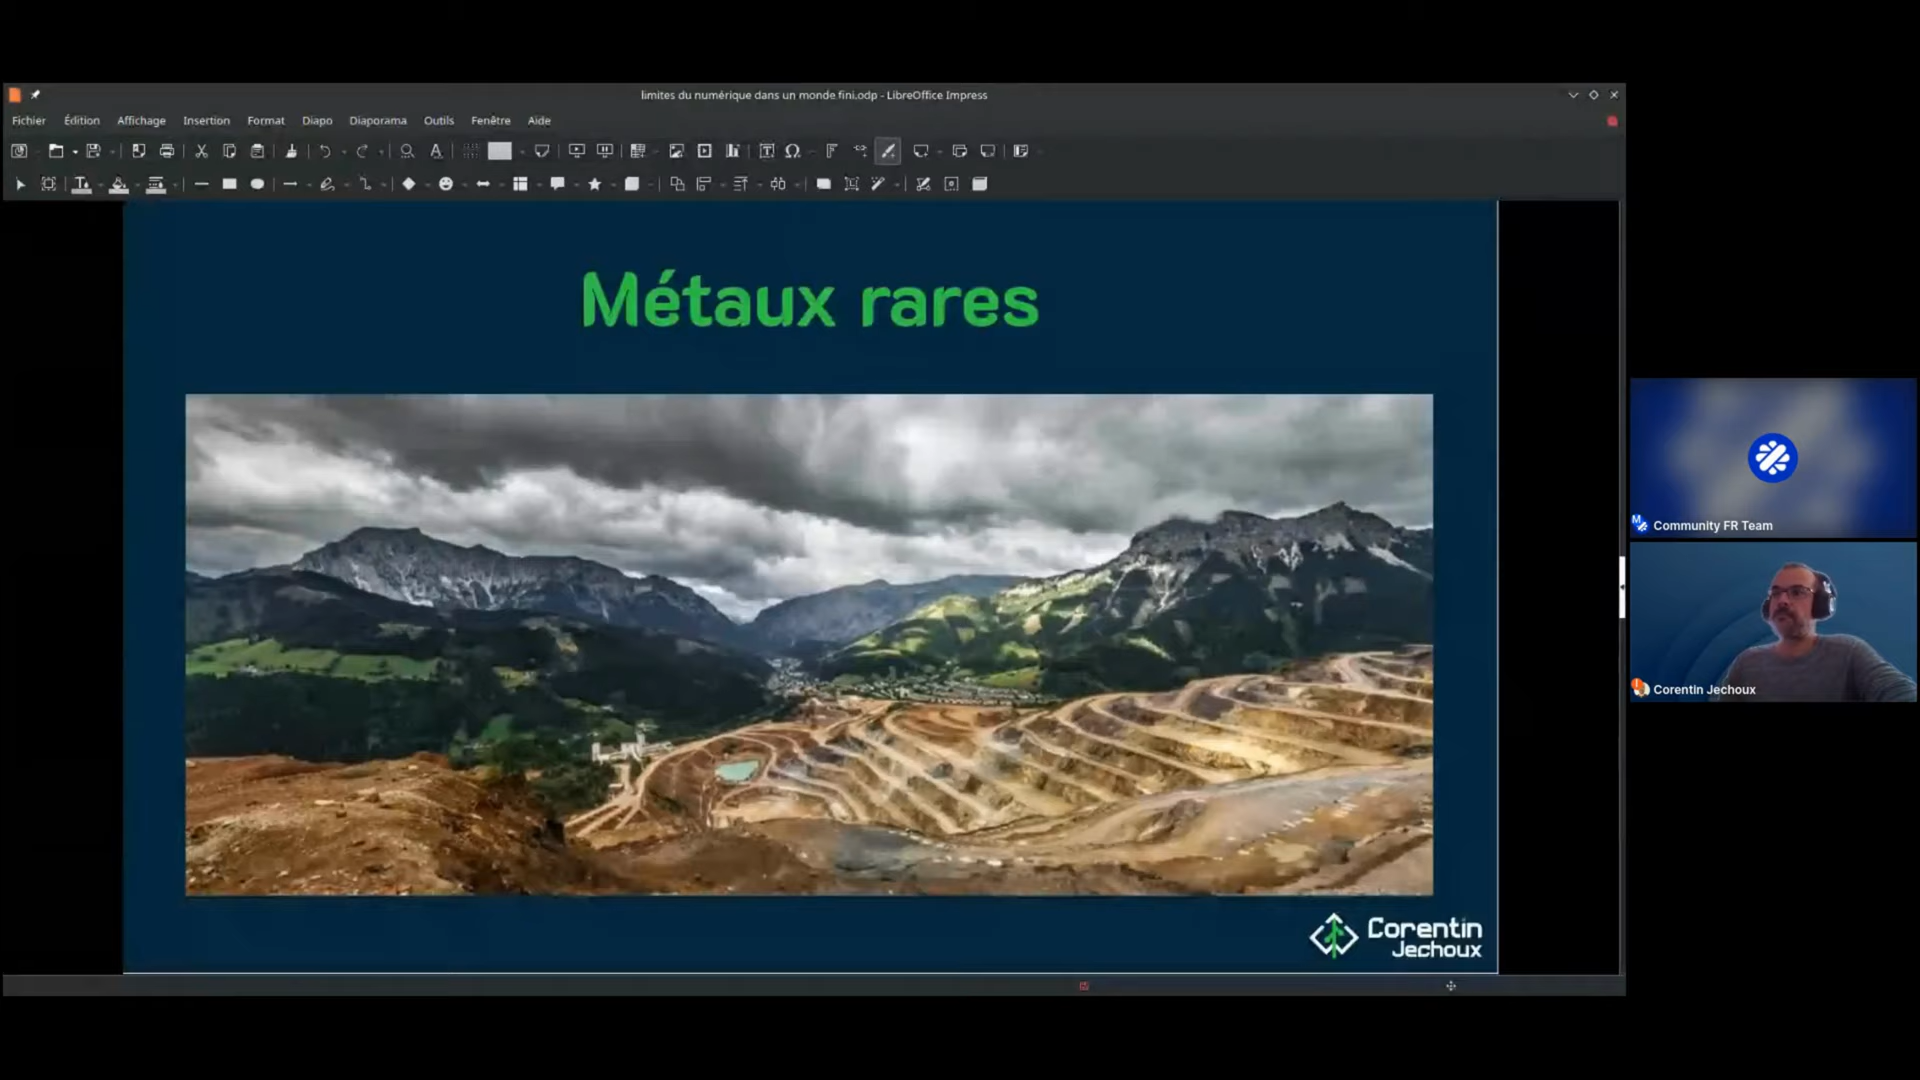 limites du numérique dans un monde fini.odp - LibreOffice Impress
Fichier Édition Affichage Insertion Format Diapo Diaporama Outils Fenêtre Aide
Métaux rares
Corentin
Jechoux
Community FR Team
Corentin Jechoux